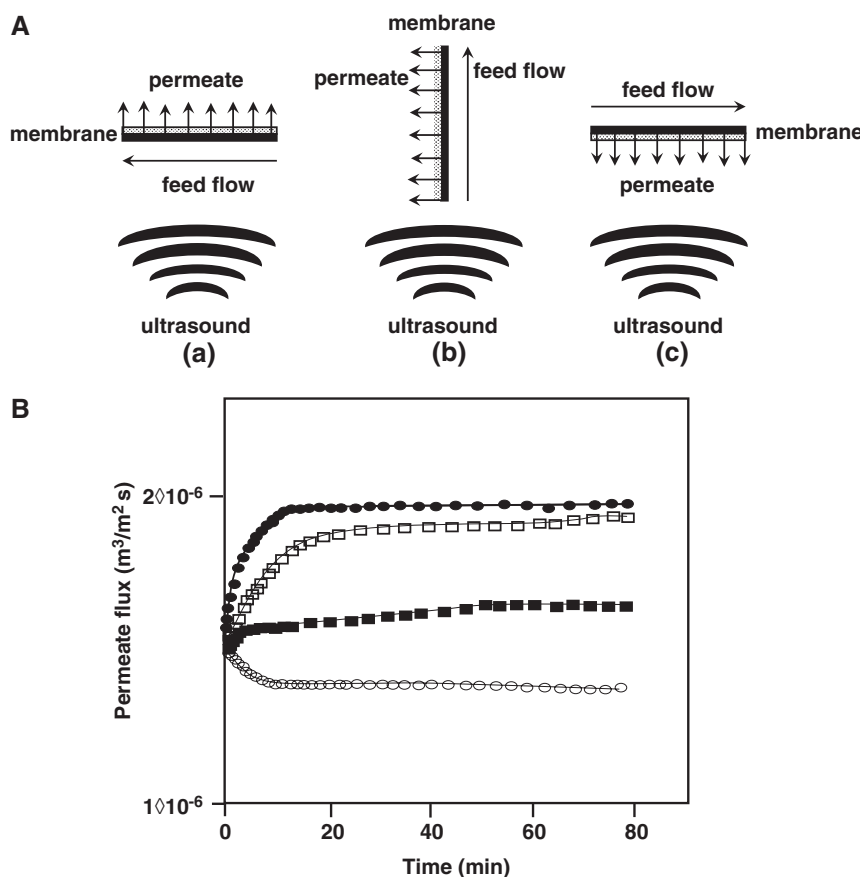 A
membrane
permeate
membrane
feed flow
ultrasound
(a)
permeate
feed flow
ultrasound
(b)
feed flow
membrane
permeate
ultrasound
(c)
B
Permeate flux (m³/m² s)
2◊10⁻⁶
1◊10⁻⁶
0 20 40 60 80
Time (min)